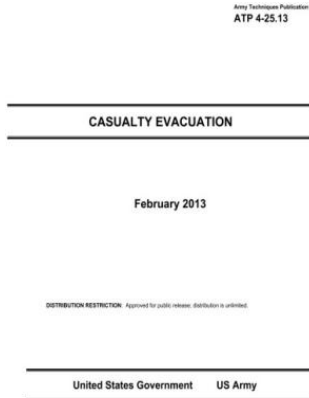 Army Techniques Publication
ATP 4-25.13
CASUALTY EVACUATION
February 2013
DISTRIBUTION RESTRICTION: Approved for public release; distribution is unlimited.
United States Government US Army